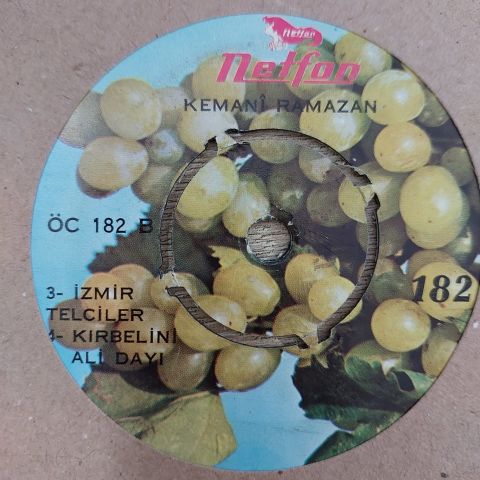 Netfon
Netfon
KEMANÎ RAMAZAN
ÖC 182 B
3- İZMİR
TELCİLER
4- KIRBELİNİ
ALİ DAYI
182